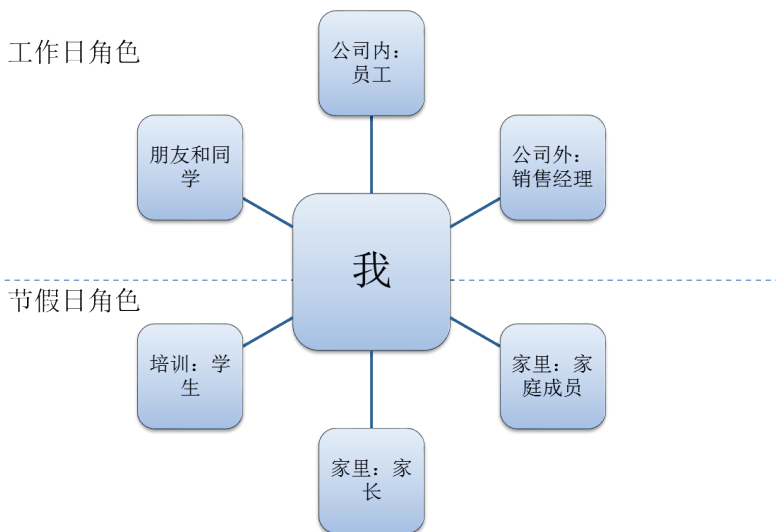 工作日角色
公司内：
员工
朋友和同
学
公司外：
销售经理
我
节假日角色
培训：学
生
家里：家
庭成员
家里：家
长